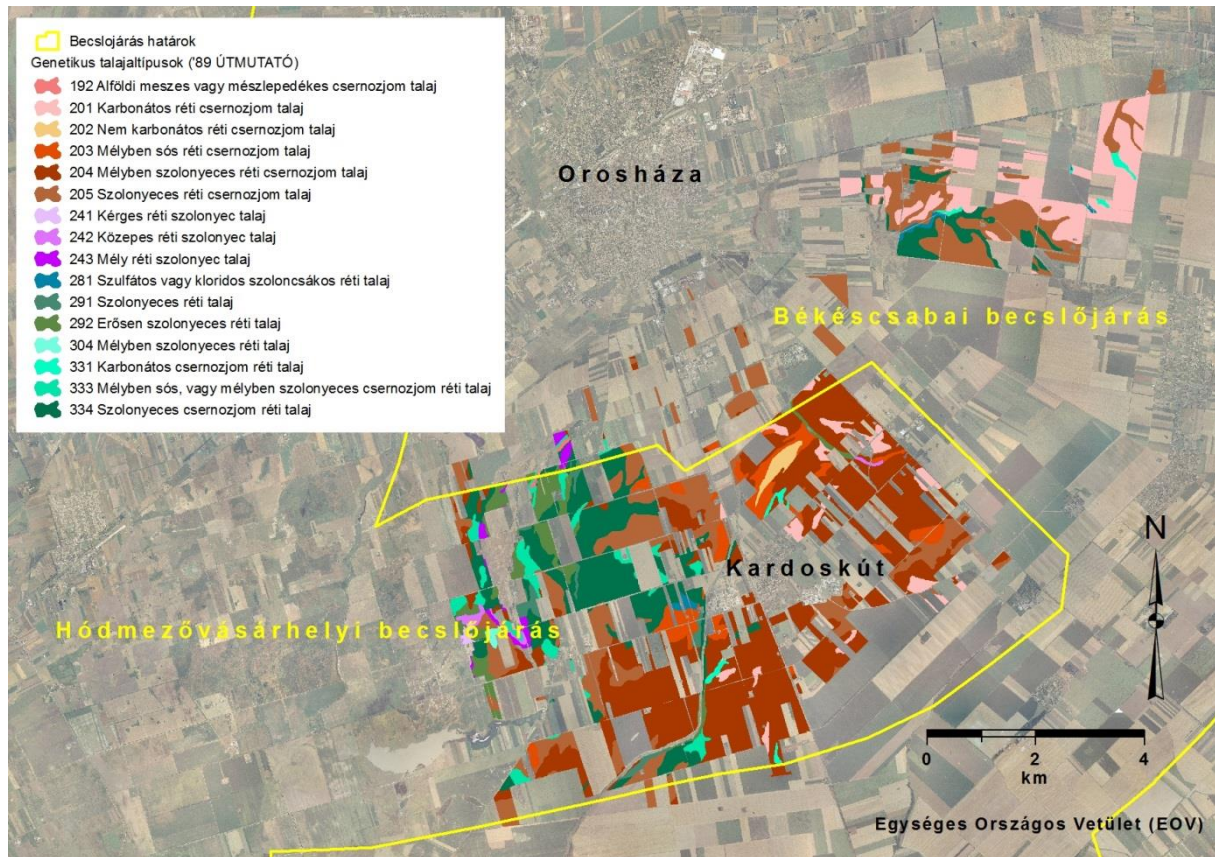 Becslojárás határok
Genetikus talajaltípusok ('89 ÚTMUTATÓ)
192 Alföldi meszes vagy mészlepedékes csernozjom talaj
201 Karbonátos réti csernozjom talaj
202 Nem karbonátos réti csernozjom talaj
203 Mélyben sós réti csernozjom talaj
204 Mélyben szolonyeces réti csernozjom talaj
205 Szolonyeces réti csernozjom talaj
241 Kérges réti szolonyec talaj
242 Közepes réti szolonyec talaj
243 Mély réti szolonyec talaj
281 Szulfátos vagy kloridos szoloncsákos réti talaj
291 Szolonyeces réti talaj
292 Erősen szolonyeces réti talaj
304 Mélyben szolonyeces réti talaj
331 Karbonátos csernozjom réti talaj
333 Mélyben sós, vagy mélyben szolonyeces csernozjom réti talaj
334 Szolonyeces csernozjom réti talaj
Orosháza
Békéscsabai becslőjárás
Kardoskút
Hódmezővásárhelyi becslőjárás
N
0 2 4
km
Egységes Országos Vetület (EOV)